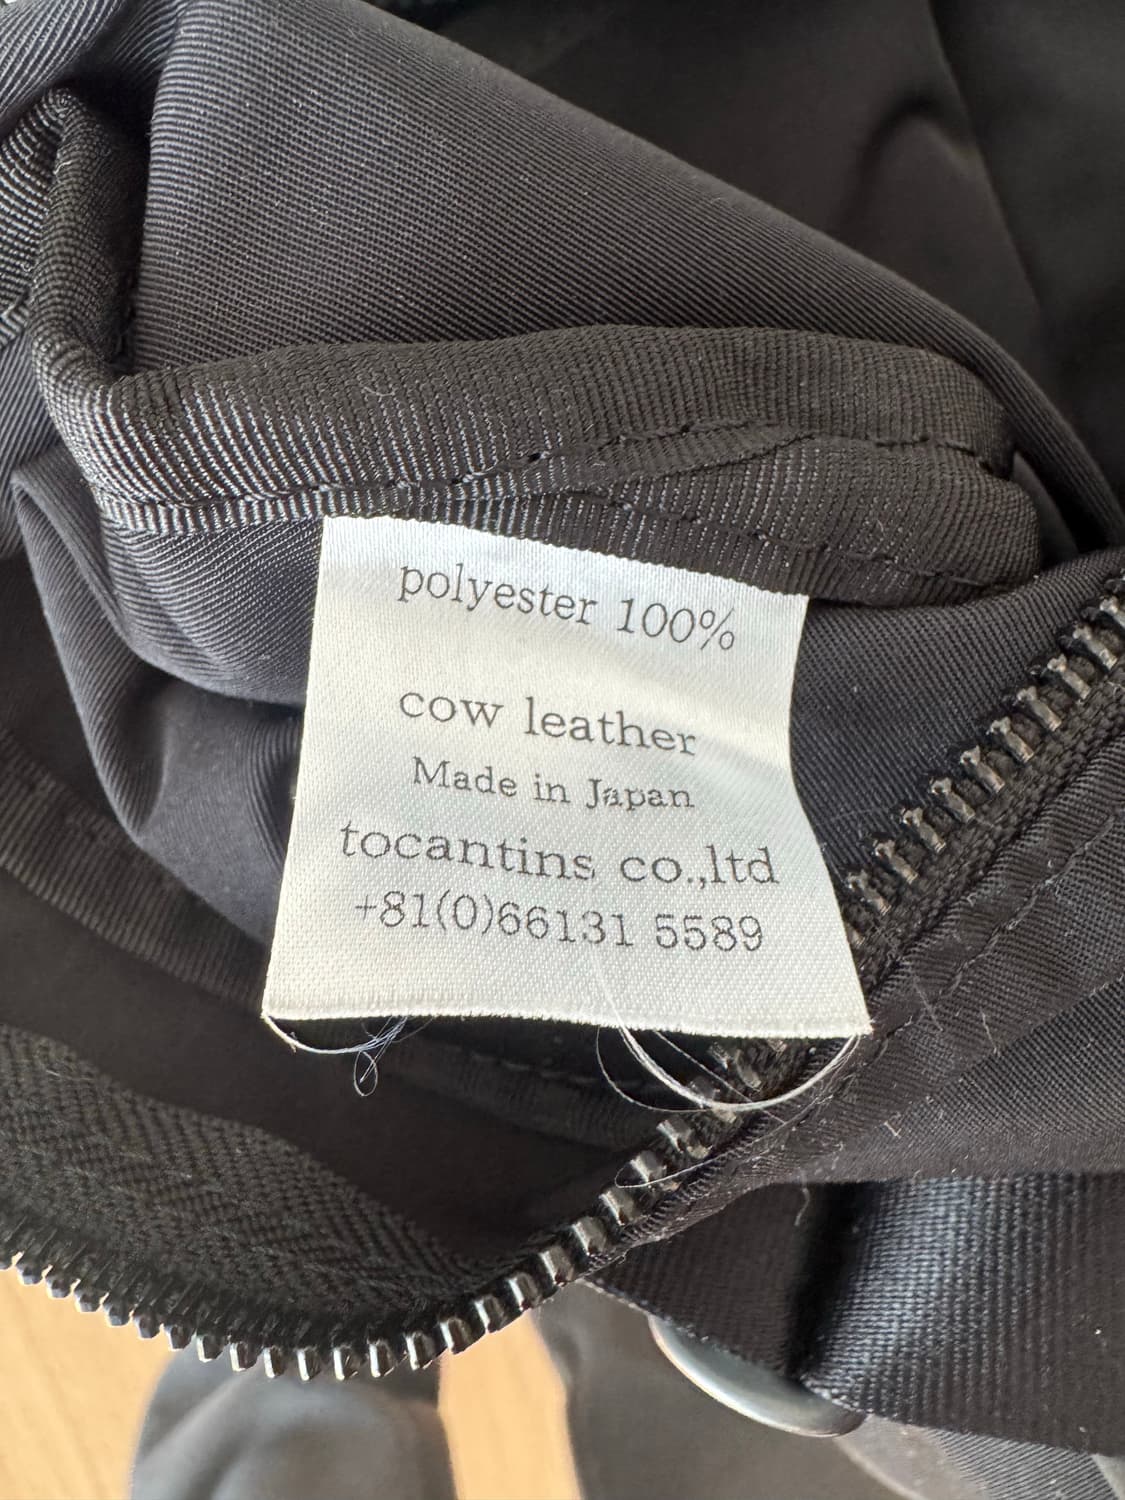 polyester 100%
cow leather
Made in Japan
tocantins co.,ltd
+81(0)66131 5589